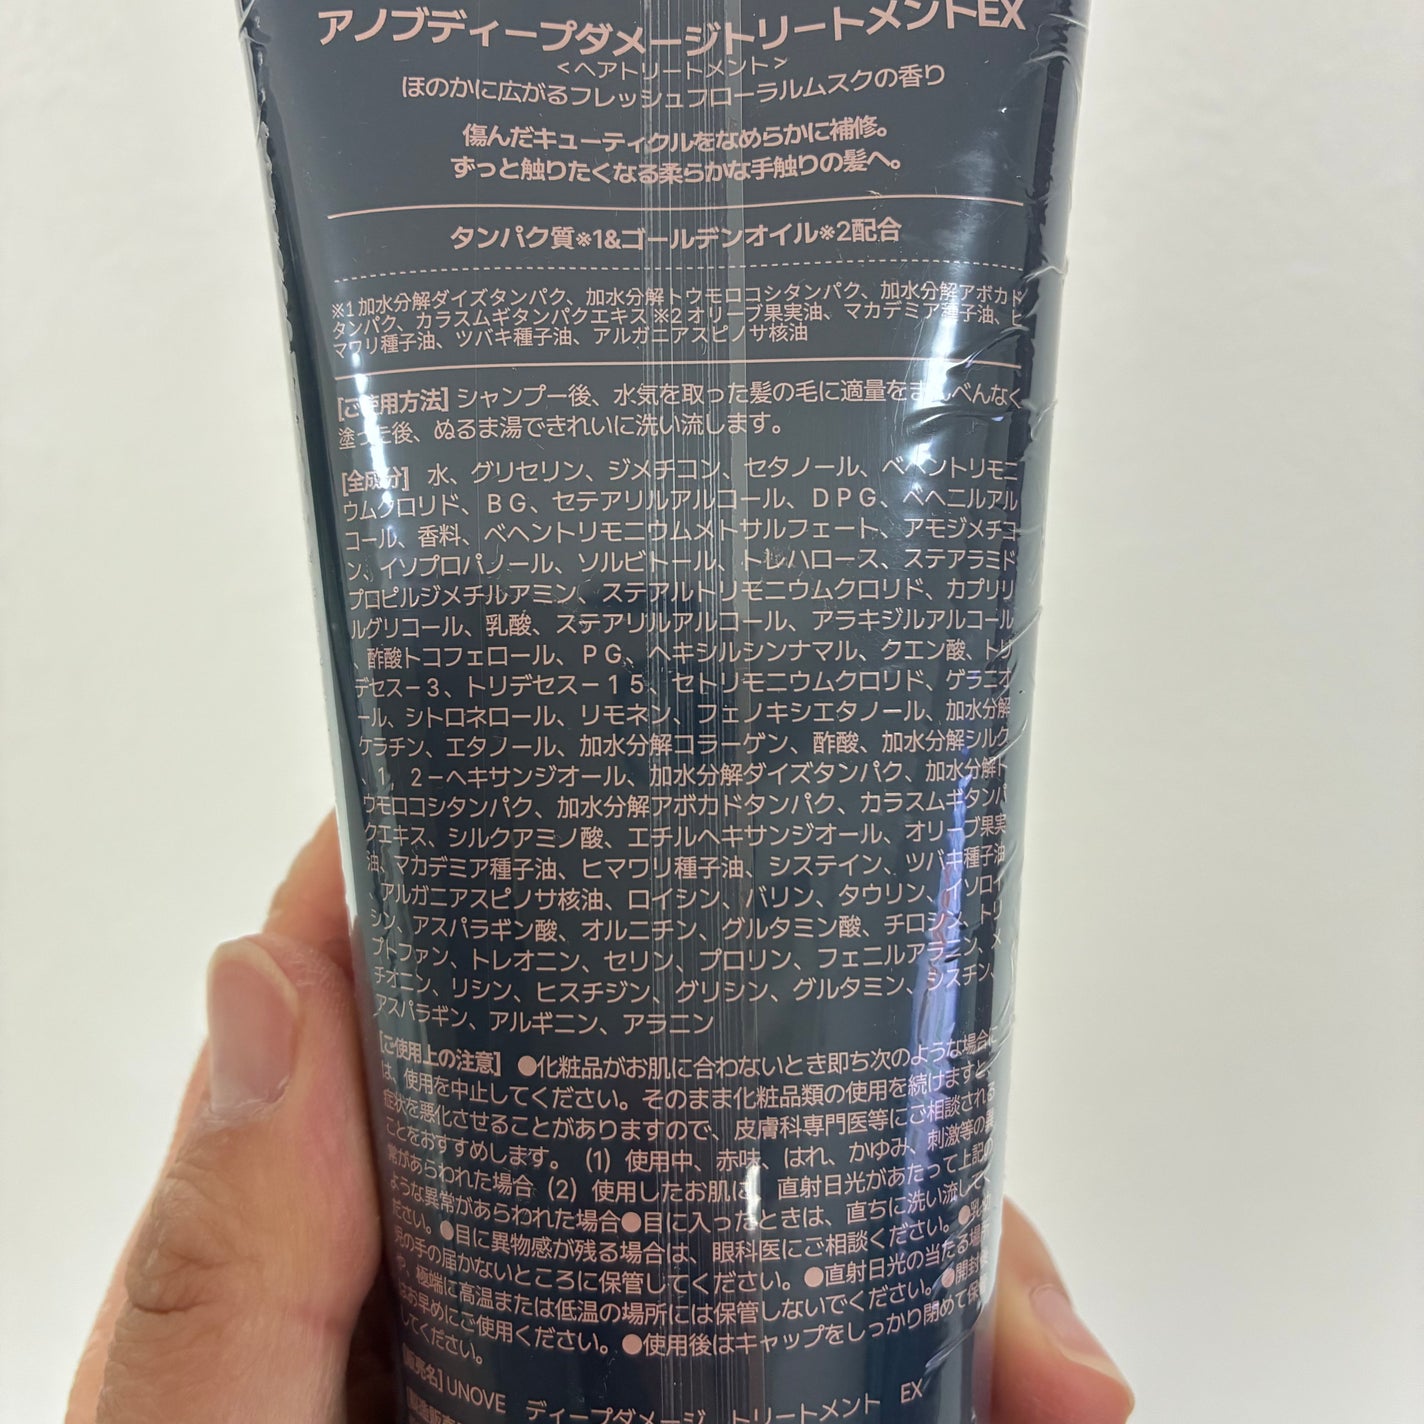 アノブディープダメージトリートメントEX
<ヘアトリートメント>
ほのかに広がるフレッシュフローラルムスクの香り
傷んだキューティクルをなめらかに補修。
ずっと触りたくなる柔らかな手触りの髪へ。
タンパク質※1&ゴールデンオイル※2配合
※1 加水分解ダイズタンパク、加水分解トウモロコシタンパク、加水分解アボカド
タンパク、カラスムギタンパクエキス ※2 オリーブ果実油、マカデミア種子油、ヒ
マワリ種子油、ツバキ種子油、アルガニアスピノサ核油
[ご使用方法] シャンプー後、水気を取った髪の毛に適量をまんべんなく
塗った後、ぬるま湯できれいに洗い流します。
[全成分] 水、グリセリン、ジメチコン、セタノール、ベヘントリモニ
ウムクロリド、BG、セテアリルアルコール、DPG、ベヘニルアル
コール、香料、ベヘントリモニウムメトサルフェート、アモジメチコ
ン、イソプロパノール、ソルビトール、トレハロース、ステアラミド
プロピルジメチルアミン、ステアルトリモニウムクロリド、カプリリ
ルグリコール、乳酸、ステアリルアルコール、アラキジルアルコール
、酢酸トコフェロール、PG、ヘキシルシンナマル、クエン酸、トリ
デセス－3、トリデセス－15、セトリモニウムクロリド、ゲラニオ
ール、シトロネロール、リモネン、フェノキシエタノール、加水分解
ケラチン、エタノール、加水分解コラーゲン、酢酸、加水分解シルク
、1，2－ヘキサンジオール、加水分解ダイズタンパク、加水分解ト
ウモロコシタンパク、加水分解アボカドタンパク、カラスムギタンパ
クエキス、シルクアミノ酸、エチルヘキサンジオール、オリーブ果実
油、マカデミア種子油、ヒマワリ種子油、システイン、ツバキ種子油
、アルガニアスピノサ核油、ロイシン、バリン、タウリン、イソロイ
シン、アスパラギン酸、オルニチン、グルタミン酸、チロシン、トリ
プトファン、トレオニン、セリン、プロリン、フェニルアラニン、メ
チオニン、リシン、ヒスチジン、グリシン、グルタミン、シスチン、
アスパラギン、アルギニン、アラニン
[ご使用上の注意] ●化粧品がお肌に合わないとき即ち次のような場合に
は、使用を中止してください。そのまま化粧品類の使用を続けますと、
症状を悪化させることがありますので、皮膚科専門医等にご相談される
ことをおすすめします。(1) 使用中、赤味、はれ、かゆみ、刺激等の異
常があらわれた場合 (2) 使用したお肌に、直射日光があたって上記の
ような異常があらわれた場合●目に入ったときは、直ちに洗い流してく
ださい。●目に異物感が残る場合は、眼科医にご相談ください。●乳幼
児の手の届かないところに保管してください。●直射日光の当たる場所
や、極端に高温または低温の場所には保管しないでください。●開封後
はお早めにご使用ください。●使用後はキャップをしっかり閉めて保管
してください。
[販売名] UNOVE ディープダメージ トリートメント EX